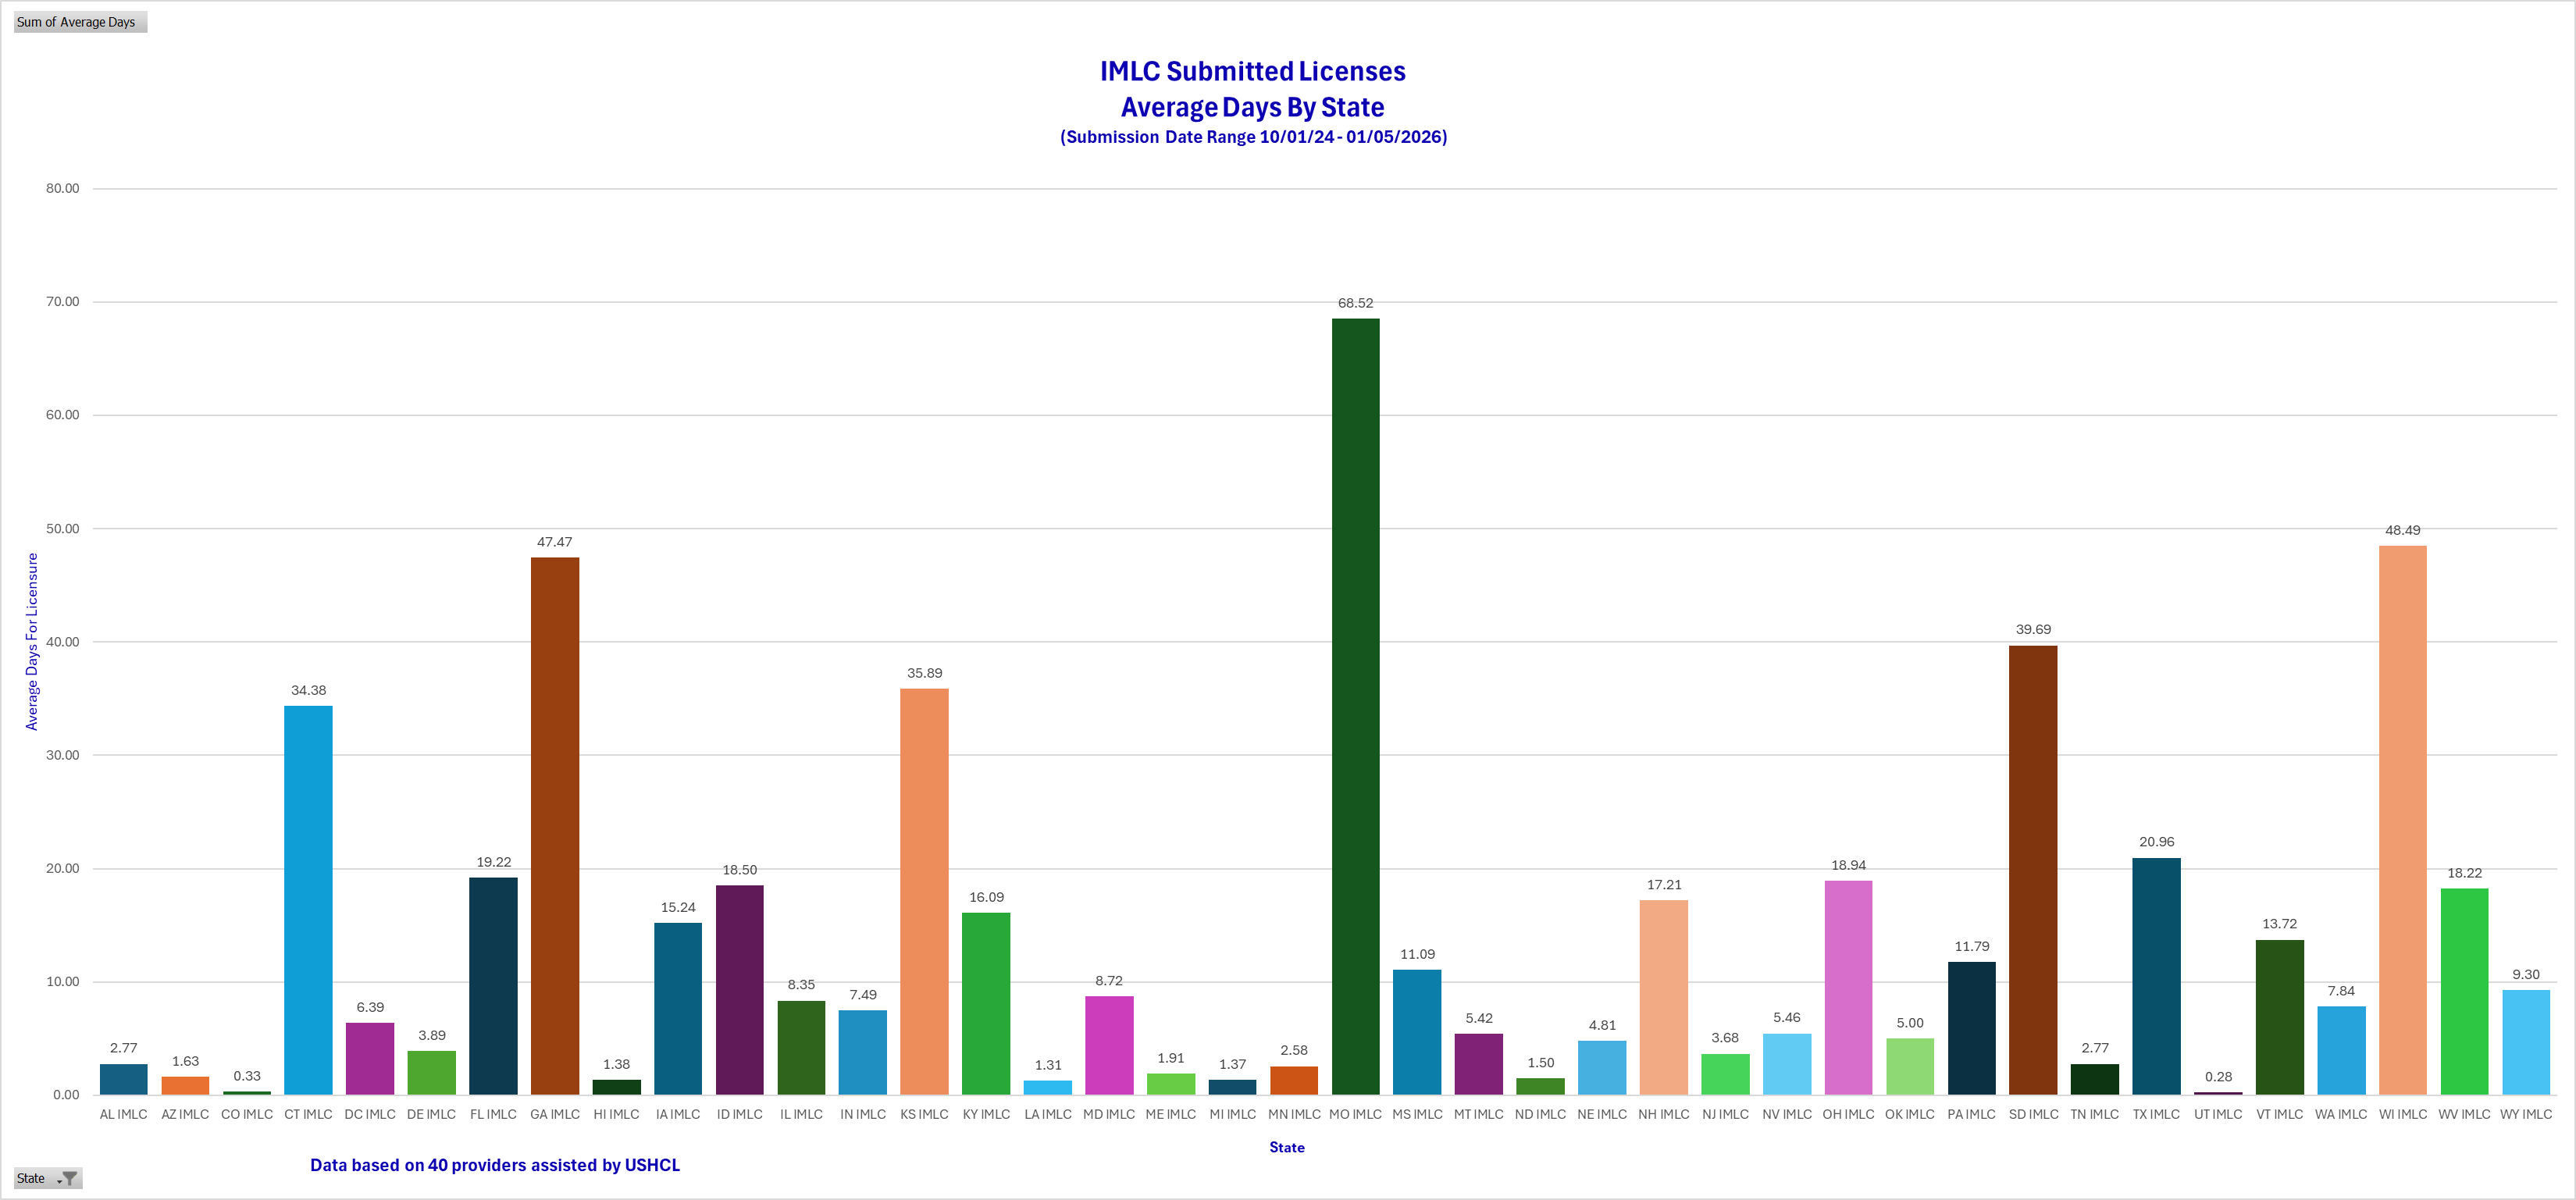 Sum of Average Days
IMLC Submitted Licenses
Average Days By State
(Submission Date Range 10/01/24 - 01/05/2026)
80.00
70.00
60.00
50.00
40.00
30.00
20.00
10.00
0.00
Average Days For Licensure
2.77
1.63
0.33
34.38
6.39
3.89
19.22
47.47
1.38
15.24
18.50
8.35
7.49
35.89
16.09
1.31
8.72
1.91
1.37
2.58
68.52
11.09
5.42
1.50
4.81
17.21
3.68
5.46
18.94
5.00
11.79
39.69
2.77
20.96
0.28
13.72
7.84
48.49
18.22
9.30
AL IMLC
AZ IMLC
CO IMLC
CT IMLC
DC IMLC
DE IMLC
FL IMLC
GA IMLC
HI IMLC
IA IMLC
ID IMLC
IL IMLC
IN IMLC
KS IMLC
KY IMLC
LA IMLC
MD IMLC
ME IMLC
MI IMLC
MN IMLC
MO IMLC
MS IMLC
MT IMLC
ND IMLC
NE IMLC
NH IMLC
NJ IMLC
NV IMLC
OH IMLC
OK IMLC
PA IMLC
SD IMLC
TN IMLC
TX IMLC
UT IMLC
VT IMLC
WA IMLC
WI IMLC
WV IMLC
WY IMLC
State
Data based on 40 providers assisted by USHCL
State